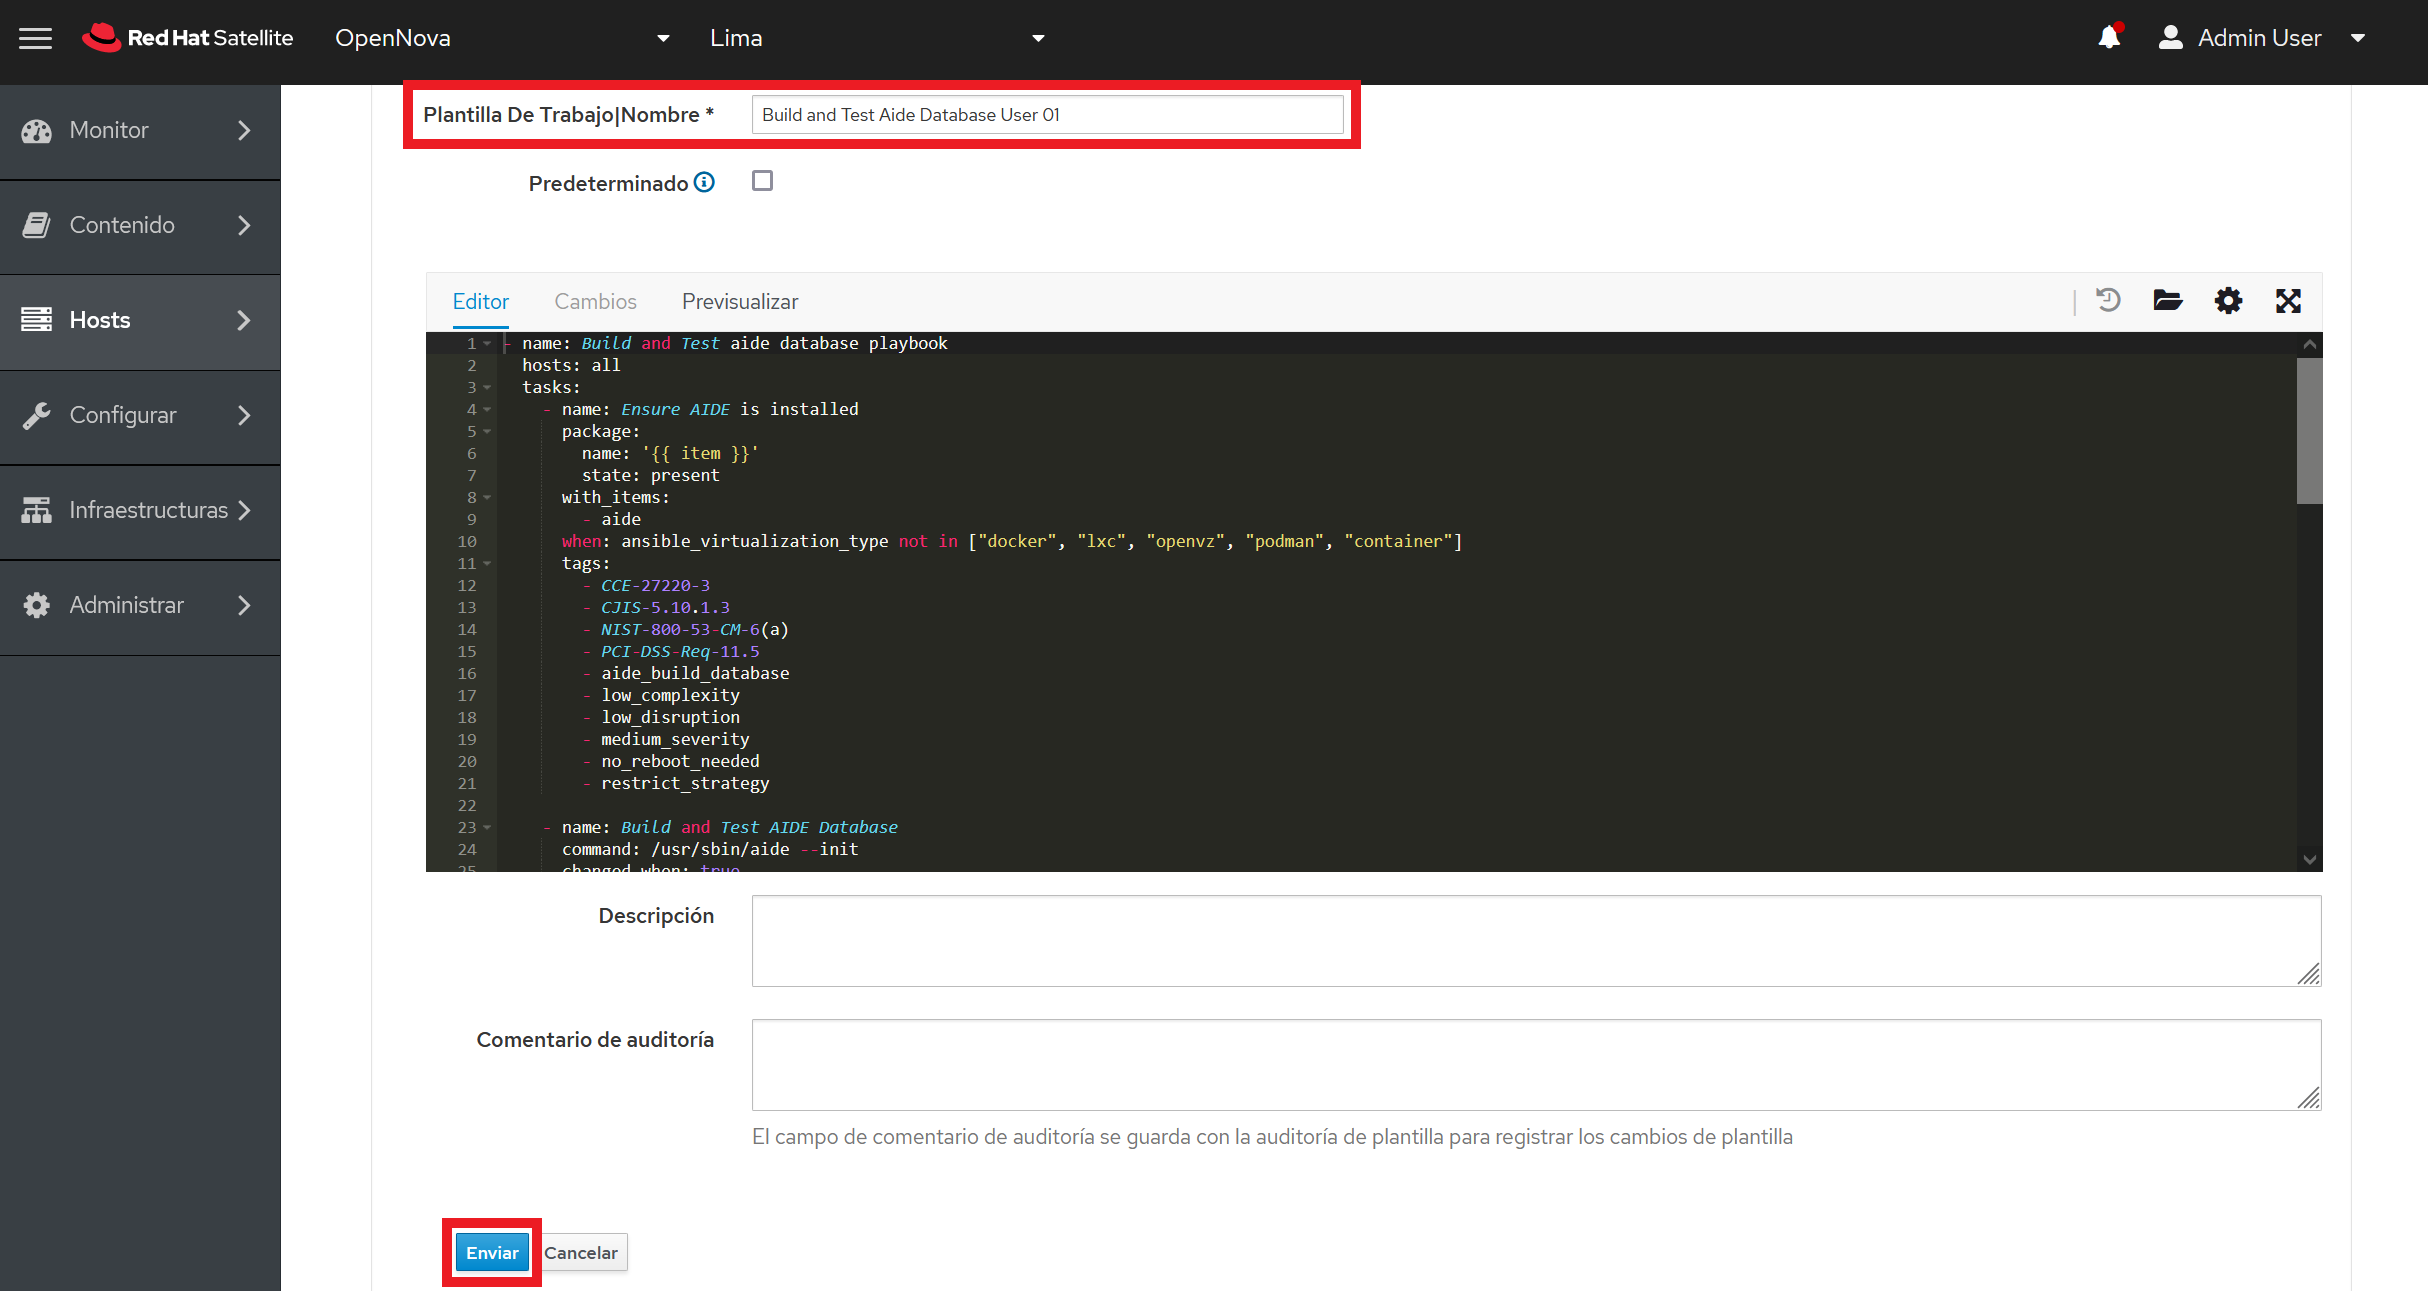 Red Hat Satellite OpenNova Lima Admin User
Monitor
Contenido
Hosts
Configurar
Infraestructuras
Administrar
Plantilla De Trabajo|Nombre * Build and Test Aide Database User 01
Predeterminado
Editor Cambios Previsualizar
1 - name: Build and Test aide database playbook
2 hosts: all
3 tasks:
4 - name: Ensure AIDE is installed
5 package:
6 name: '{{ item }}'
7 state: present
8 with_items:
9 - aide
10 when: ansible_virtualization_type not in ["docker", "lxc", "openvz", "podman", "container"]
11 tags:
12 - CCE-27220-3
13 - CJIS-5.10.1.3
14 - NIST-800-53-CM-6(a)
15 - PCI-DSS-Req-11.5
16 - aide_build_database
17 - low_complexity
18 - low_disruption
19 - medium_severity
20 - no_reboot_needed
21 - restrict_strategy
22
23 - name: Build and Test AIDE Database
24 command: /usr/sbin/aide --init
25 changed_when: true
Descripción
Comentario de auditoría
El campo de comentario de auditoría se guarda con la auditoría de plantilla para registrar los cambios de plantilla
Enviar Cancelar